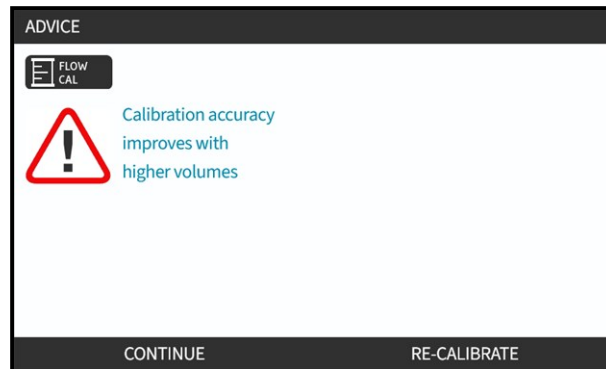 ADVICE
FLOW
CAL
Calibration accuracy
improves with
higher volumes
CONTINUE
RE-CALIBRATE